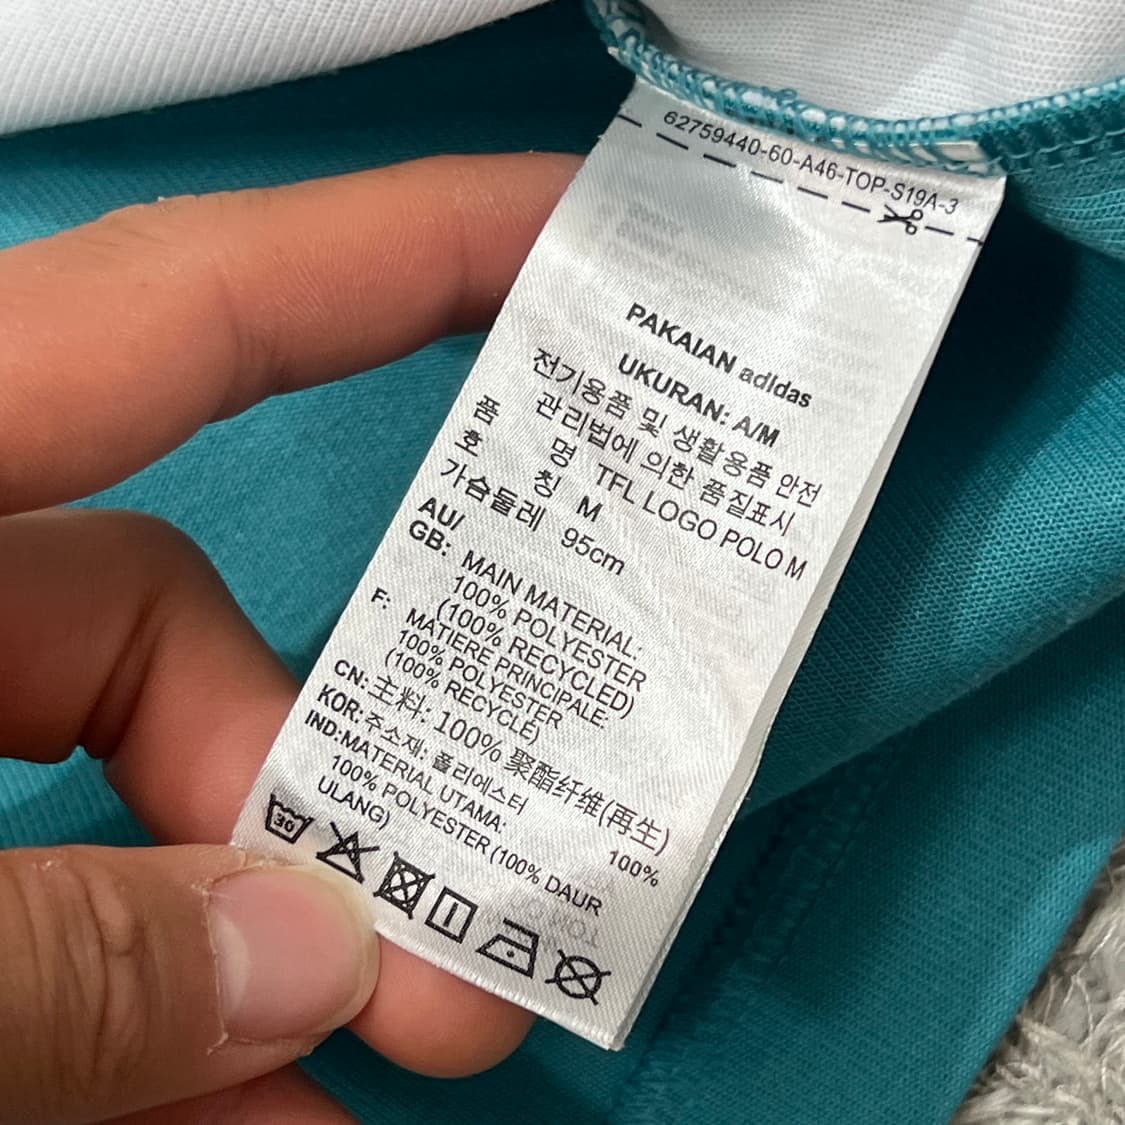 62759440-60-A46-TOP-S19A-3
PAKAIAN adidas
UKURAN: A/M
전기용품 및 생활용품 안전
관리법에 의한 품질표시
품 명 TFL LOGO POLO M
호 칭 M
가슴둘레 95cm
AU/
GB: MAIN MATERIAL:
100% POLYESTER
(100% RECYCLED)
F: MATIERE PRINCIPALE:
100% POLYESTER
(100% RECYCLÉ)
CN: 主料: 100% 聚酯纤维(再生)
KOR: 주소재: 폴리에스터 100%
IND:MATERIAL UTAMA:
100% POLYESTER (100% DAUR
ULANG)
30